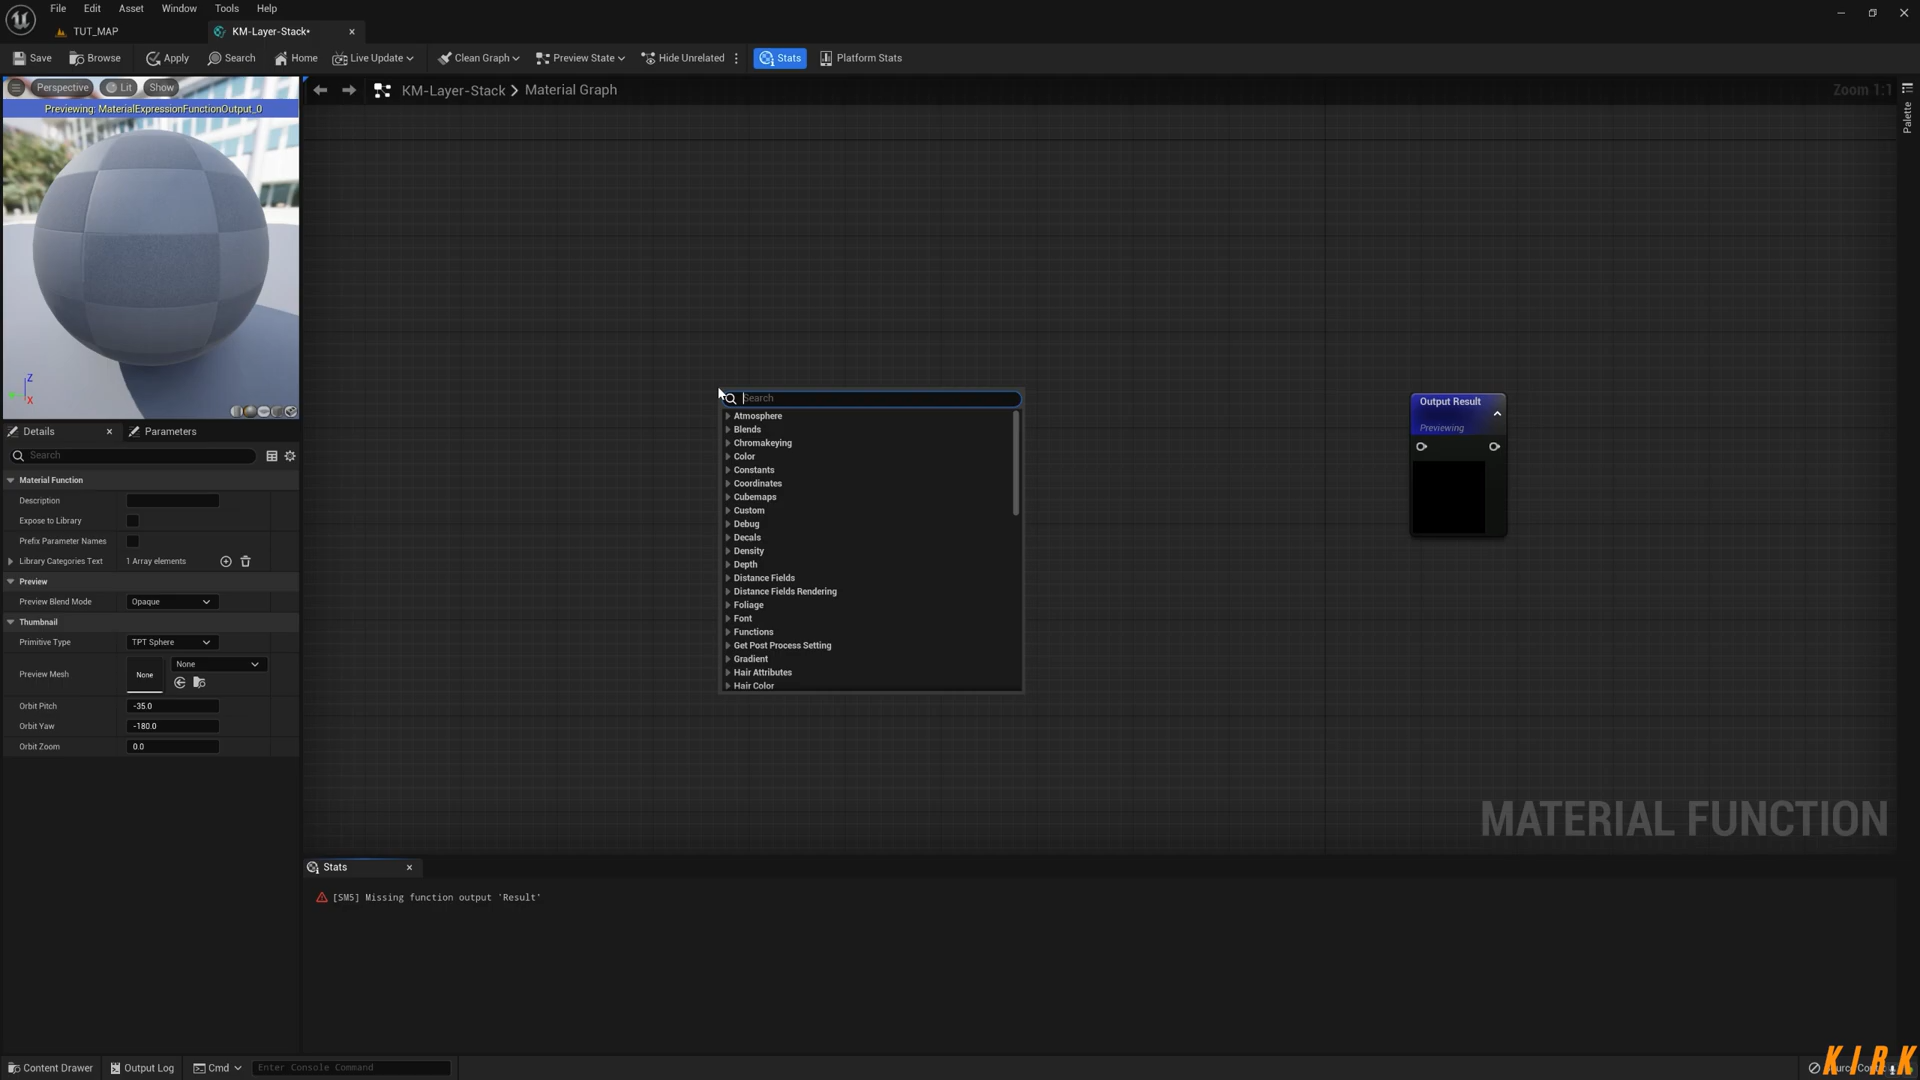 File Edit Asset Window Tools Help
TUT_MAP KM-Layer-Stack•
Save Browse Apply Search Home Live Update Clean Graph Preview State Hide Unrelated Stats Platform Stats
Perspective Lit Show
Previewing: MaterialExpressionFunctionOutput_0
Z
X
KM-Layer-Stack > Material Graph
Zoom 1:1
Palette
Details Parameters
Search
Material Function
Description
Expose to Library
Prefix Parameter Names
Library Categories Text 1 Array elements
Preview
Preview Blend Mode Opaque
Thumbnail
Primitive Type TPT Sphere
Preview Mesh None None
Orbit Pitch -35.0
Orbit Yaw -180.0
Orbit Zoom 0.0
Search
Atmosphere
Blends
Chromakeying
Color
Constants
Coordinates
Cubemaps
Custom
Debug
Decals
Density
Depth
Distance Fields
Distance Fields Rendering
Foliage
Font
Functions
Get Post Process Setting
Gradient
Hair Attributes
Hair Color
Output Result
Previewing
MATERIAL FUNCTION
Stats
[SM5] Missing function output 'Result'
Content Drawer Output Log Cmd Enter Console Command
KIRK